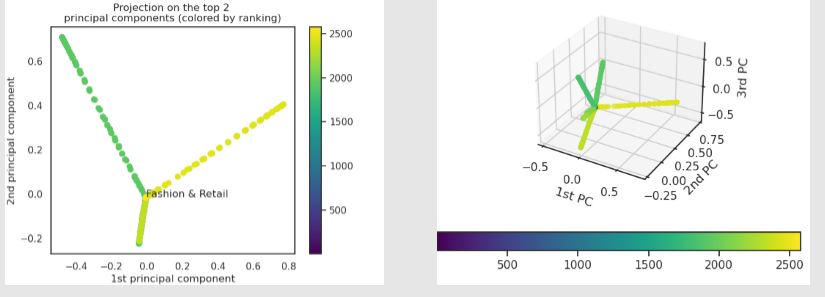 Projection on the top 2
principal components (colored by ranking)
2nd principal component
0.6
0.4
0.2
0.0
−0.2
Fashion & Retail
−0.4 −0.2 0.0 0.2 0.4 0.6 0.8
1st principal component
2500
2000
1500
1000
500
0.5
0.0
−0.5
3rd PC
0.75
0.50
0.25
0.00
−0.25
2nd PC
−0.5
0.0
0.5
1st PC
500 1000 1500 2000 2500